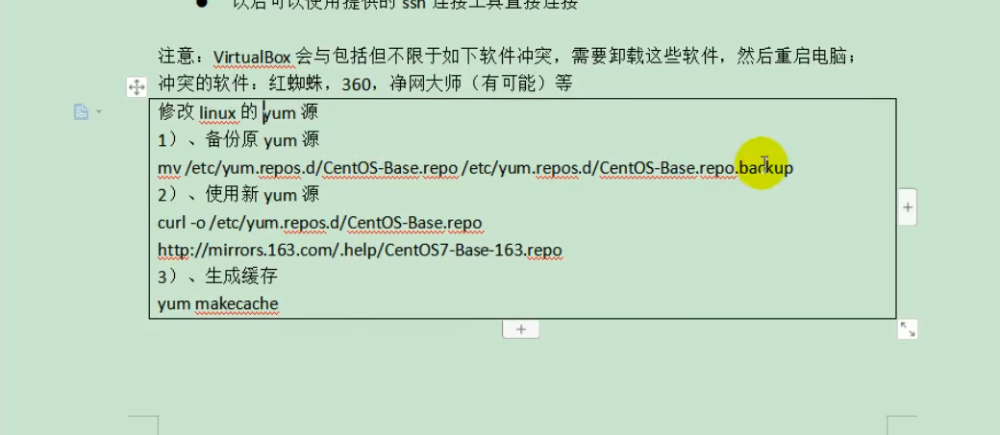 以后可以使用提供的 ssh 连接工具直接连接
注意：VirtualBox 会与包括但不限于如下软件冲突，需要卸载这些软件，然后重启电脑；
冲突的软件：红蜘蛛，360，净网大师（有可能）等
修改 linux 的 yum 源
1）、备份原 yum 源
mv /etc/yum.repos.d/CentOS-Base.repo /etc/yum.repos.d/CentOS-Base.repo.backup
2）、使用新 yum 源
curl -o /etc/yum.repos.d/CentOS-Base.repo
http://mirrors.163.com/.help/CentOS7-Base-163.repo
3）、生成缓存
yum makecache